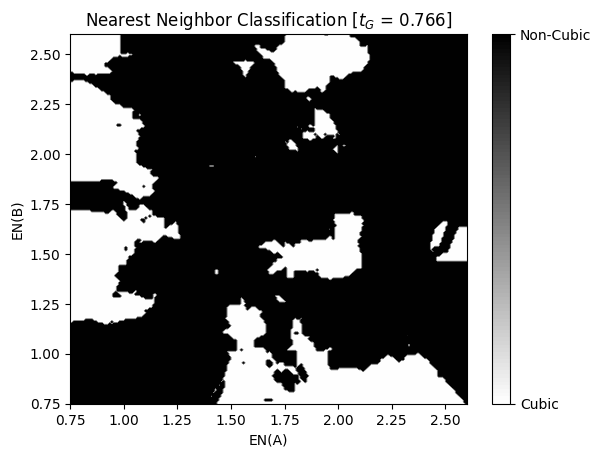 Nearest Neighbor Classification [t_G = 0.766]
2.50
2.25
2.00
1.75
1.50
1.25
1.00
0.75
EN(B)
0.75 1.00 1.25 1.50 1.75 2.00 2.25 2.50
EN(A)
Non-Cubic
Cubic